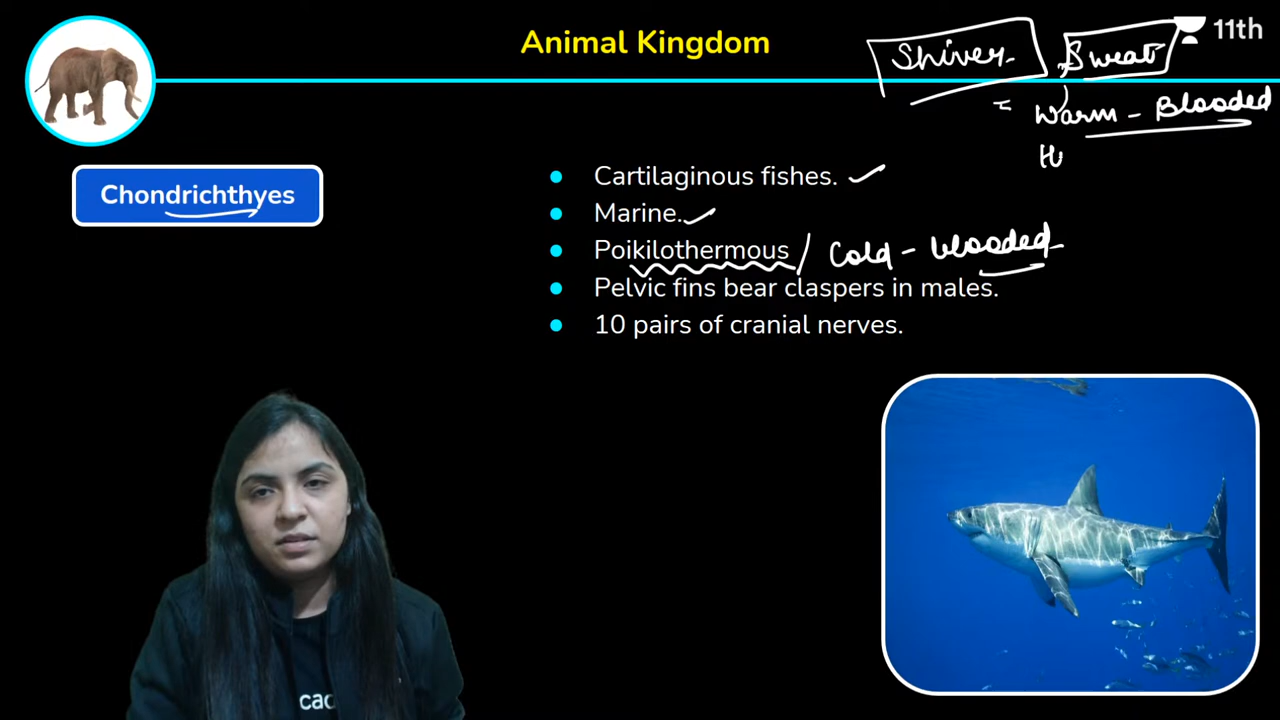 Animal Kingdom
Shiver Sweat
11th
= Warm - Blooded
H
Chondrichthyes
Cartilaginous fishes.
Marine.
Poikilothermous / Cold - blooded
Pelvic fins bear claspers in males.
10 pairs of cranial nerves.
cad